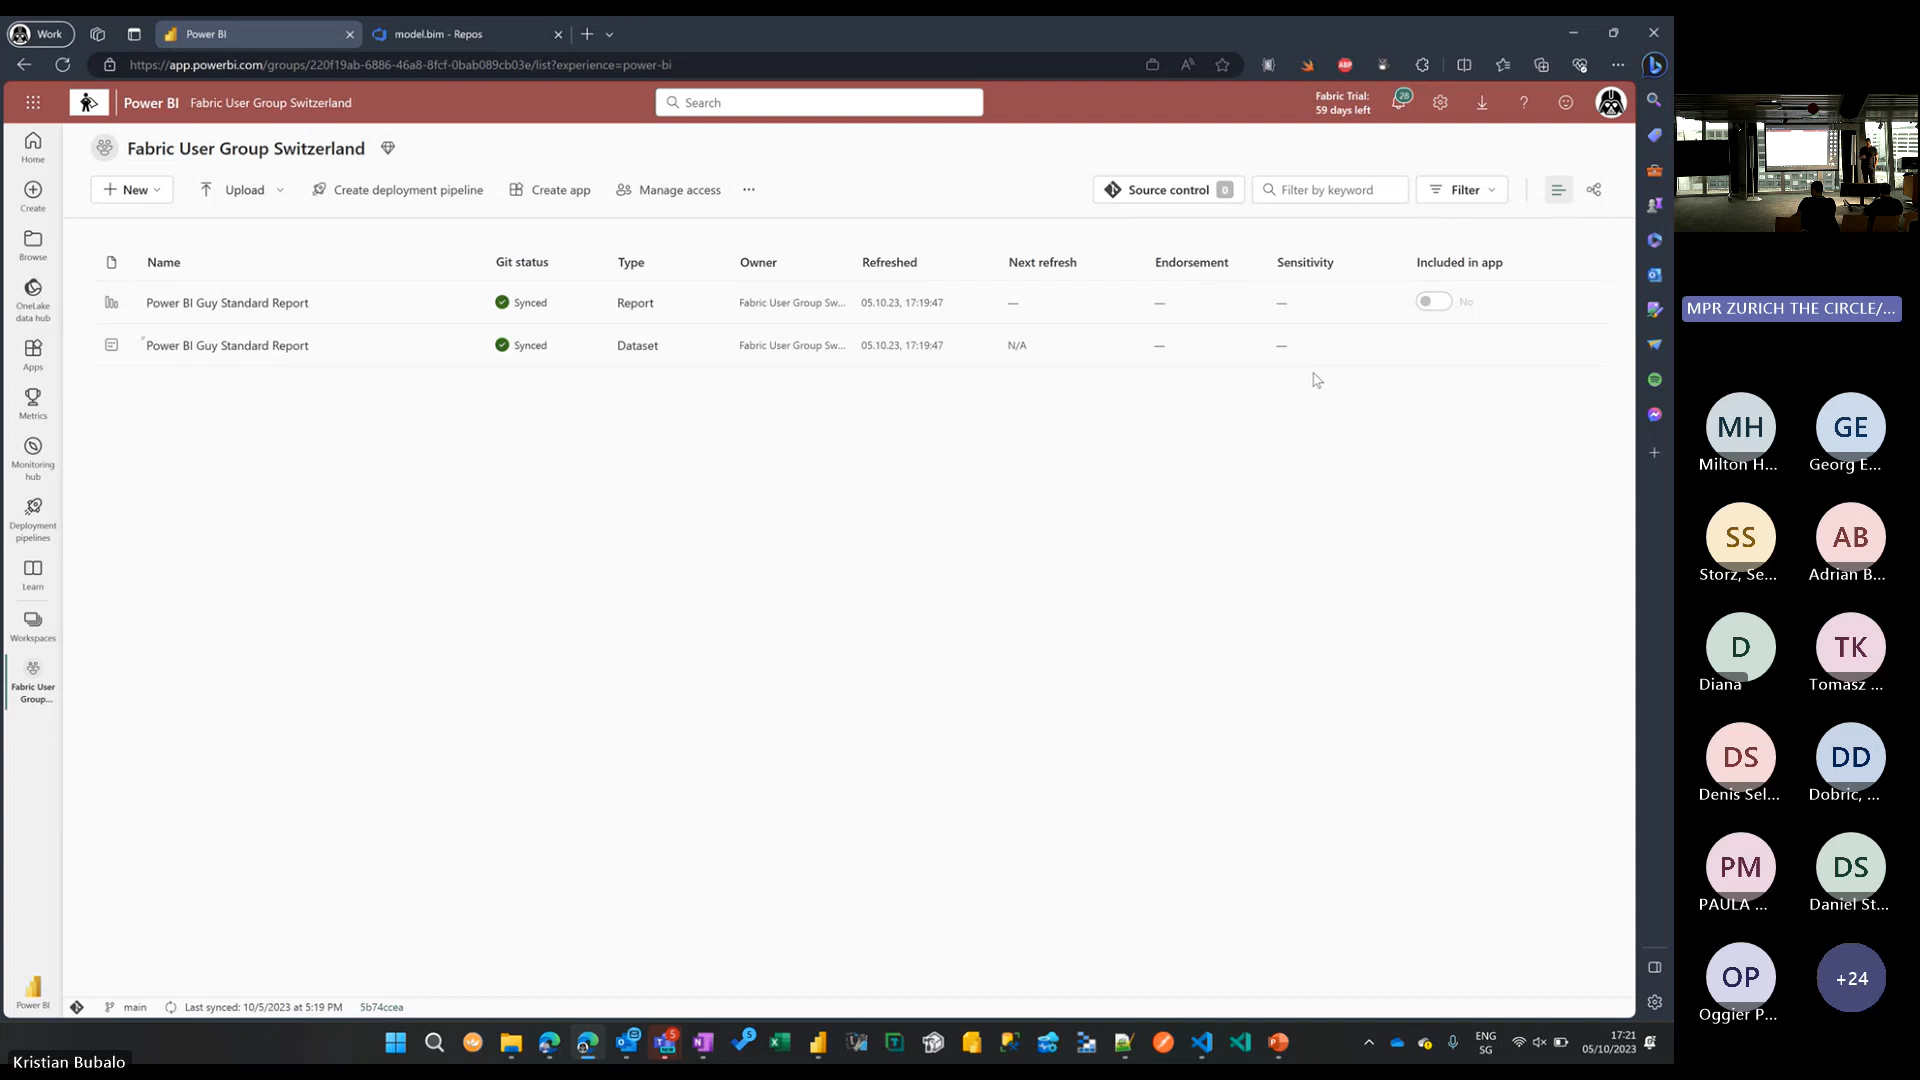 Work
Power BI
model.bim - Repos
https://app.powerbi.com/groups/220f19ab-6886-46a8-8fcf-0bab089cb03e/list?experience=power-bi
Power BI
Fabric User Group Switzerland
Search
Fabric Trial:
59 days left
28
Home
Create
Browse
OneLake
data hub
Apps
Metrics
Monitoring
hub
Deployment
pipelines
Learn
Workspaces
Fabric User
Group...
Power BI
Fabric User Group Switzerland
New
Upload
Create deployment pipeline
Create app
Manage access
Source control 0
Filter by keyword
Filter
Name
Git status
Type
Owner
Refreshed
Next refresh
Endorsement
Sensitivity
Included in app
Power BI Guy Standard Report
Synced
Report
Fabric User Group Sw...
05.10.23, 17:19:47
—
—
—
No
Power BI Guy Standard Report
Synced
Dataset
Fabric User Group Sw...
05.10.23, 17:19:47
N/A
—
—
main
Last synced: 10/5/2023 at 5:19 PM
5b74ccea
ABP
5
5
ENG
SG
17:21
05/10/2023
Kristian Bubalo
MPR ZURICH THE CIRCLE/...
MH
Milton H...
GE
Georg E...
SS
Storz, Se...
AB
Adrian B...
D
Diana
TK
Tomasz ...
DS
Denis Sel...
DD
Dobric, ...
PM
PAULA ...
DS
Daniel St...
OP
Oggier P...
+24